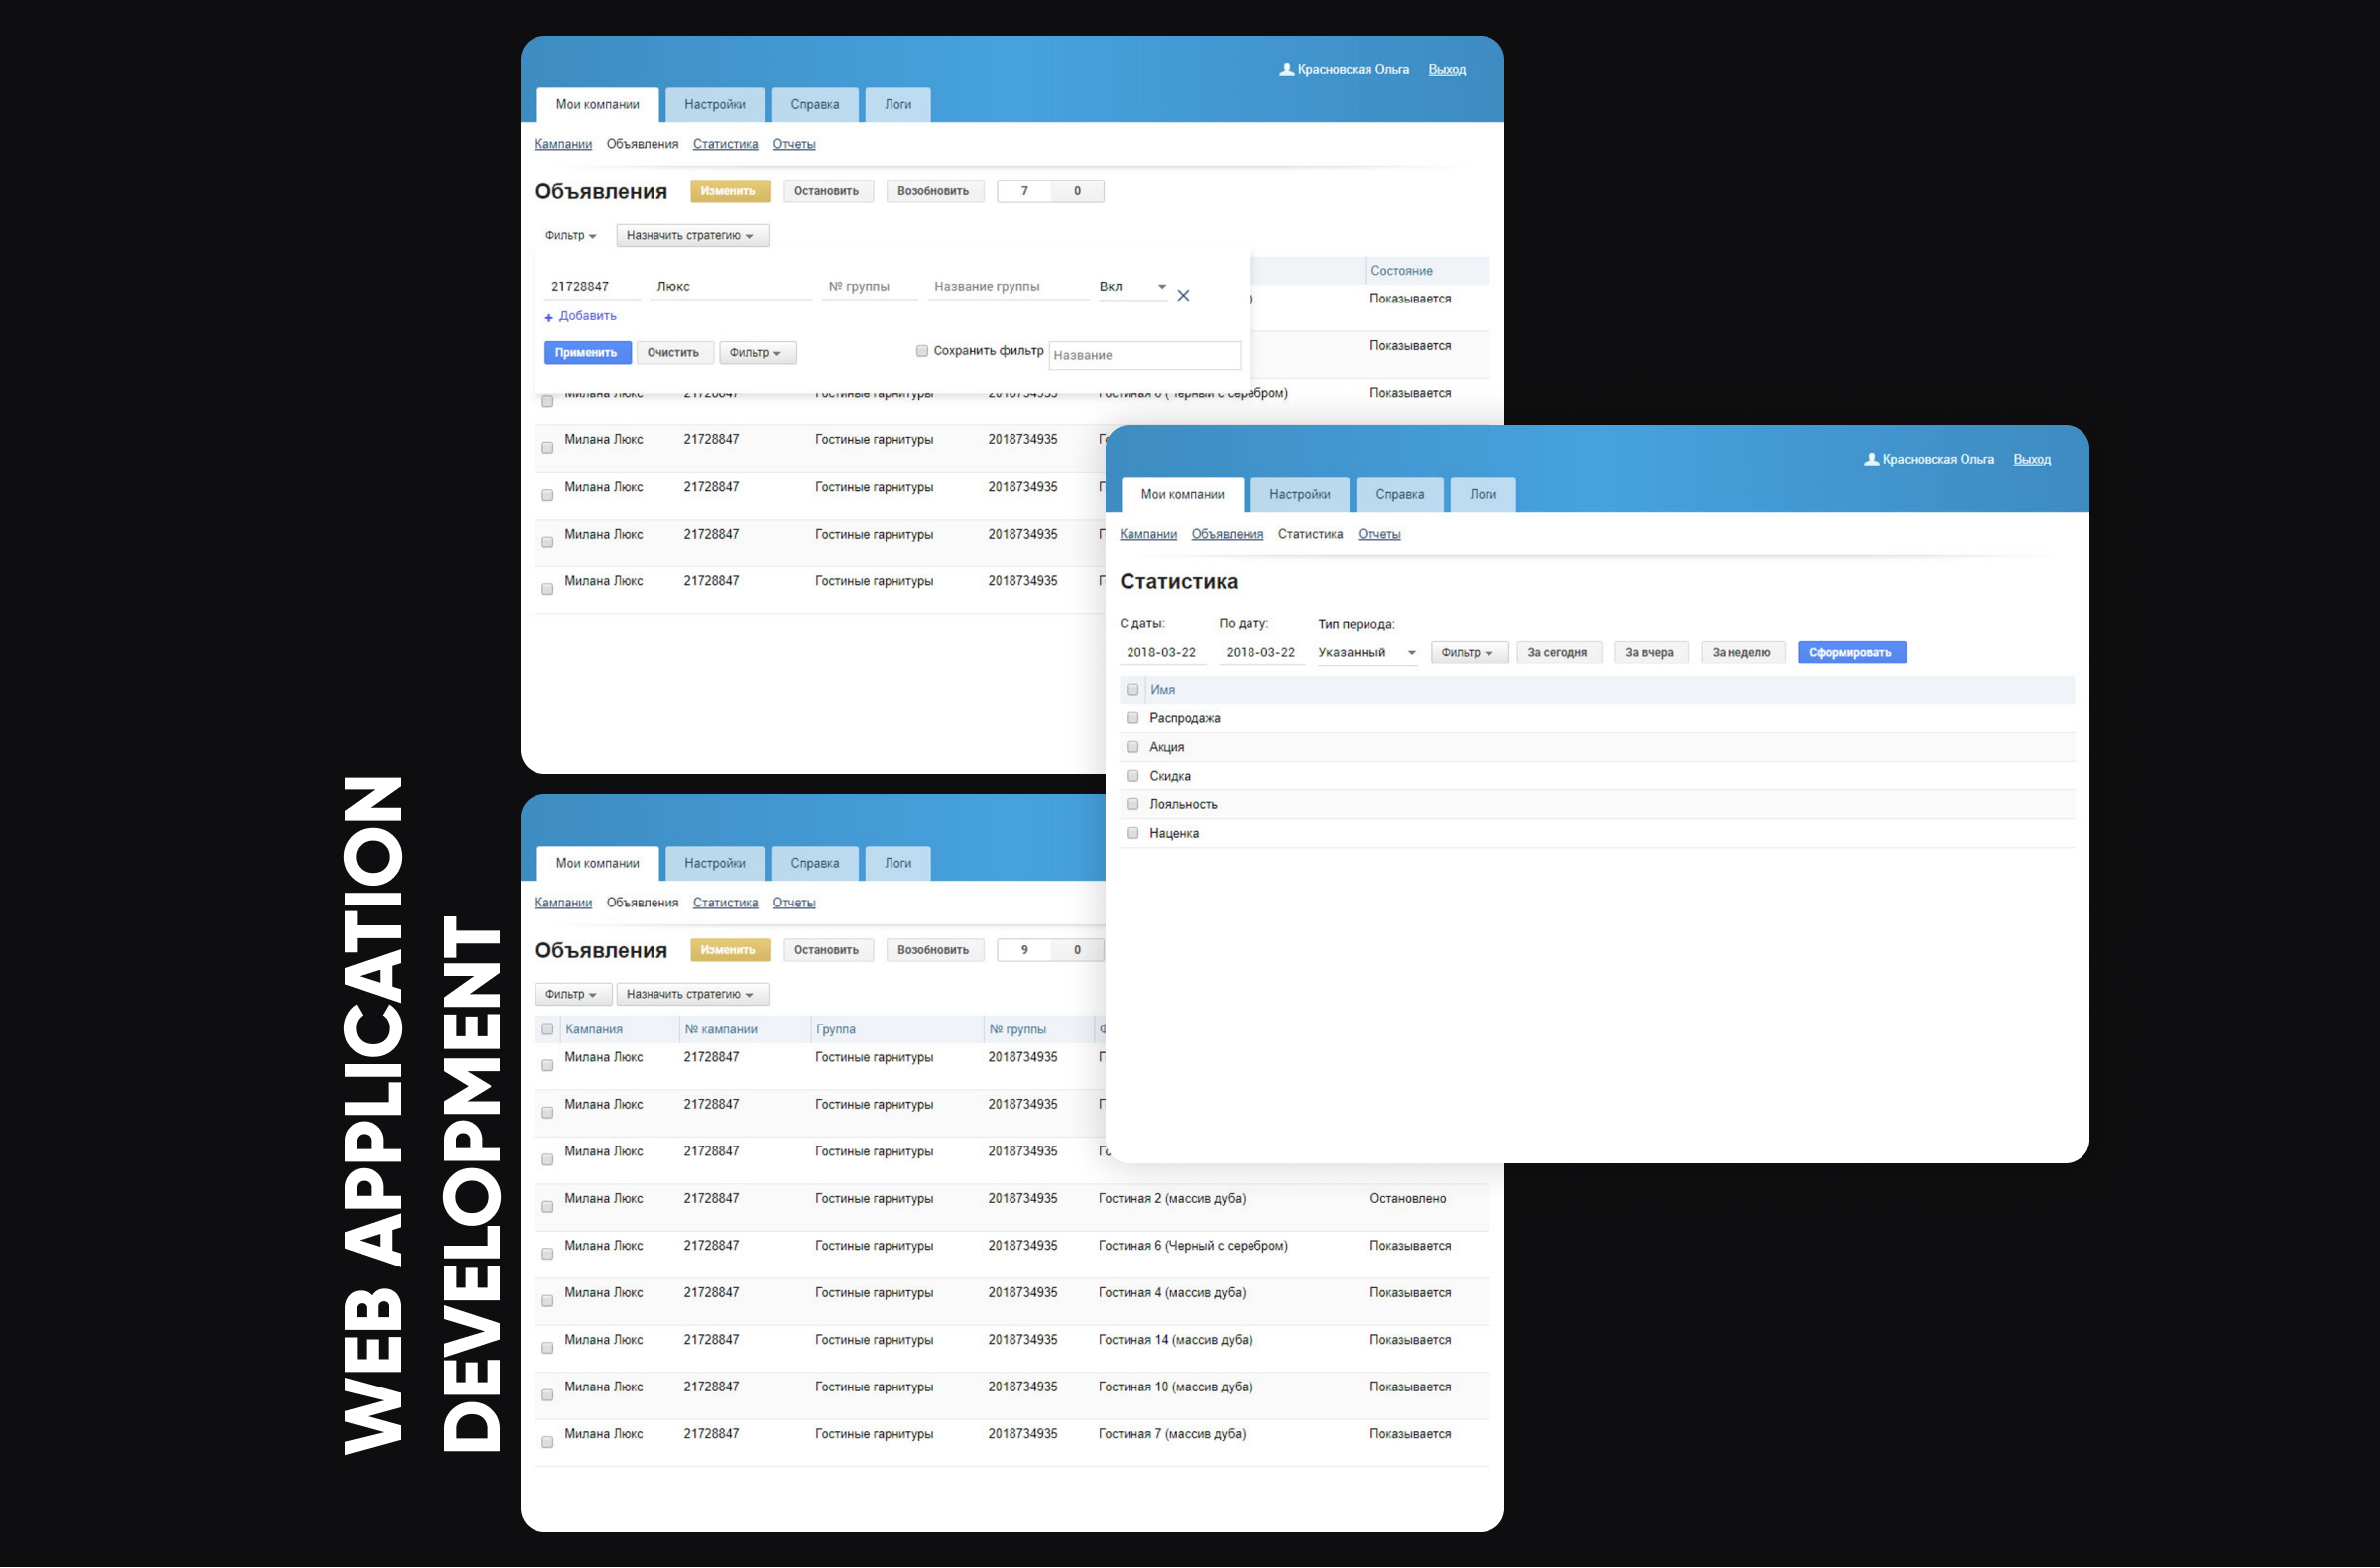 WEB APPLICATION
DEVELOPMENT
Красновская Ольга Выход
Мои компании Настройки Справка Логи
Кампании Объявления Статистика Отчеты
Объявления Изменить Остановить Возобновить 7 0
Фильтр Назначить стратегию
Состояние
21728847 Люкс № группы Название группы Вкл
Показывается
+ Добавить
Применить Очистить Фильтр Сохранить фильтр Название
Показывается
Милана Люкс 21728847 Гостиные гарнитуры 2018734935 Гостиная 6 (Черный с серебром) Показывается
Милана Люкс 21728847 Гостиные гарнитуры 2018734935
Милана Люкс 21728847 Гостиные гарнитуры 2018734935
Милана Люкс 21728847 Гостиные гарнитуры 2018734935
Милана Люкс 21728847 Гостиные гарнитуры 2018734935
Красновская Ольга Выход
Мои компании Настройки Справка Логи
Кампании Объявления Статистика Отчеты
Статистика
С даты: По дату: Тип периода:
2018-03-22 2018-03-22 Указанный Фильтр За сегодня За вчера За неделю Сформировать
Имя
Распродажа
Акция
Скидка
Лояльность
Наценка
Мои компании Настройки Справка Логи
Кампании Объявления Статистика Отчеты
Объявления Изменить Остановить Возобновить 9 0
Фильтр Назначить стратегию
Кампания № кампании Группа № группы
Милана Люкс 21728847 Гостиные гарнитуры 2018734935
Милана Люкс 21728847 Гостиные гарнитуры 2018734935
Милана Люкс 21728847 Гостиные гарнитуры 2018734935
Милана Люкс 21728847 Гостиные гарнитуры 2018734935 Гостиная 2 (массив дуба) Остановлено
Милана Люкс 21728847 Гостиные гарнитуры 2018734935 Гостиная 6 (Черный с серебром) Показывается
Милана Люкс 21728847 Гостиные гарнитуры 2018734935 Гостиная 4 (массив дуба) Показывается
Милана Люкс 21728847 Гостиные гарнитуры 2018734935 Гостиная 14 (массив дуба) Показывается
Милана Люкс 21728847 Гостиные гарнитуры 2018734935 Гостиная 10 (массив дуба) Показывается
Милана Люкс 21728847 Гостиные гарнитуры 2018734935 Гостиная 7 (массив дуба) Показывается